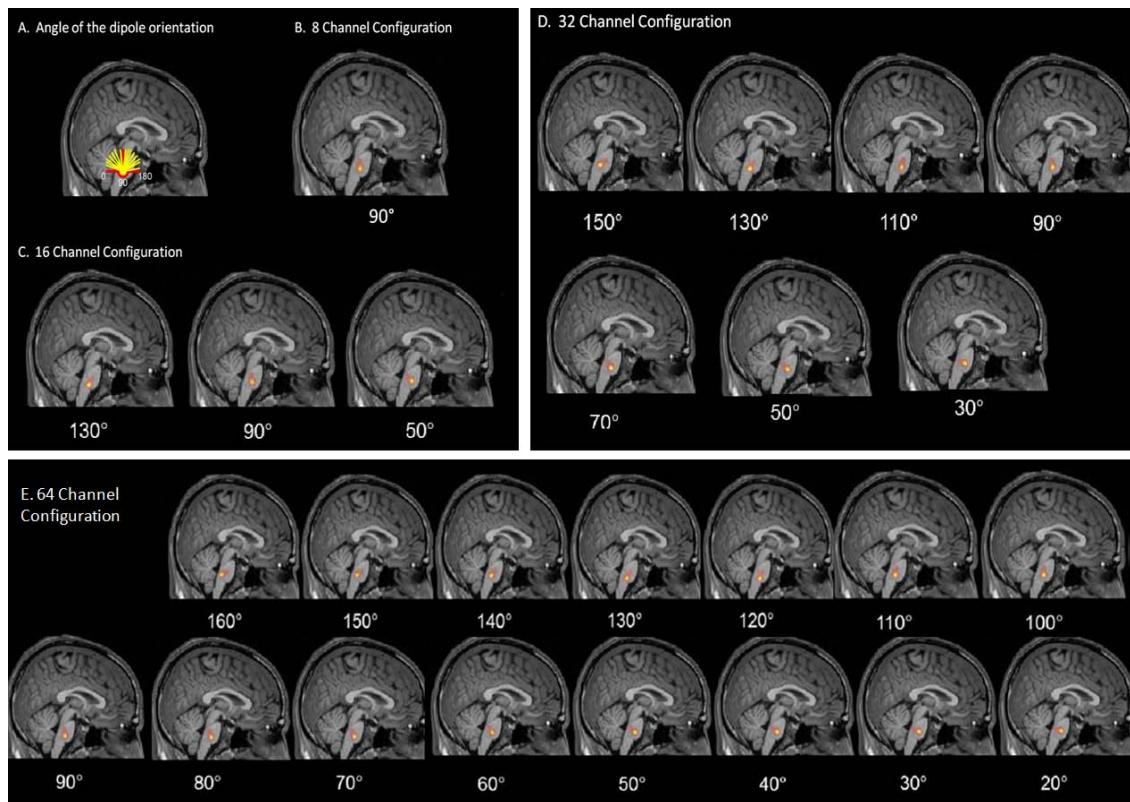 A. Angle of the dipole orientation
0 90 180
B. 8 Channel Configuration
90°
C. 16 Channel Configuration
130° 90° 50°
D. 32 Channel Configuration
150° 130° 110° 90°
70° 50° 30°
E. 64 Channel
Configuration
160° 150° 140° 130° 120° 110° 100°
90° 80° 70° 60° 50° 40° 30° 20°